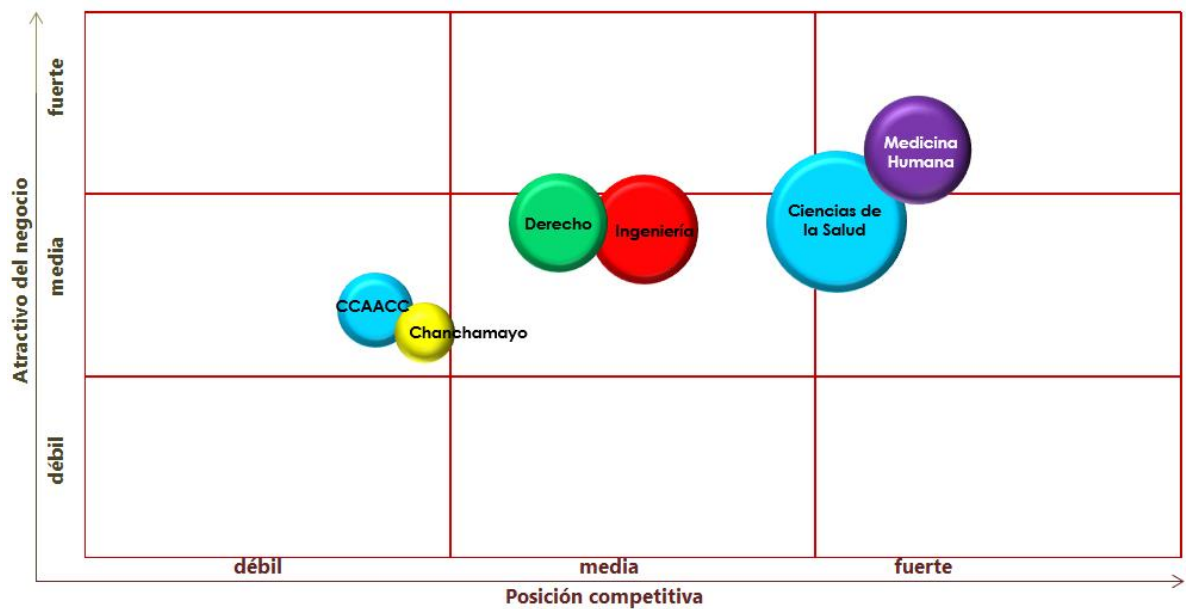 Atractivo del negocio
fuerte
media
débil
Medicina
Humana
Ciencias de
la Salud
Derecho
Ingeniería
CCAACC
Chanchamayo
débil
media
fuerte
Posición competitiva